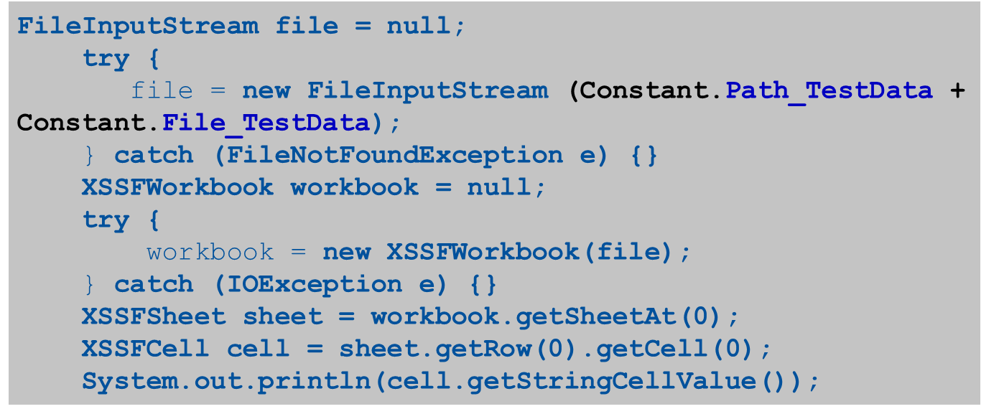 FileInputStream file = null;
try {
file = new FileInputStream (Constant.Path_TestData +
Constant.File_TestData);
} catch (FileNotFoundException e) {}
XSSFWorkbook workbook = null;
try {
workbook = new XSSFWorkbook(file);
} catch (IOException e) {}
XSSFSheet sheet = workbook.getSheetAt(0);
XSSFCell cell = sheet.getRow(0).getCell(0);
System.out.println(cell.getStringCellValue());